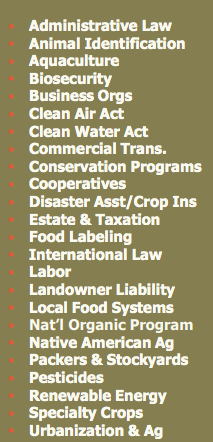 Administrative Law
Animal Identification
Aquaculture
Biosecurity
Business Orgs
Clean Air Act
Clean Water Act
Commercial Trans.
Conservation Programs
Cooperatives
Disaster Asst/Crop Ins
Estate & Taxation
Food Labeling
International Law
Labor
Landowner Liability
Local Food Systems
Nat’l Organic Program
Native American Ag
Packers & Stockyards
Pesticides
Renewable Energy
Specialty Crops
Urbanization & Ag